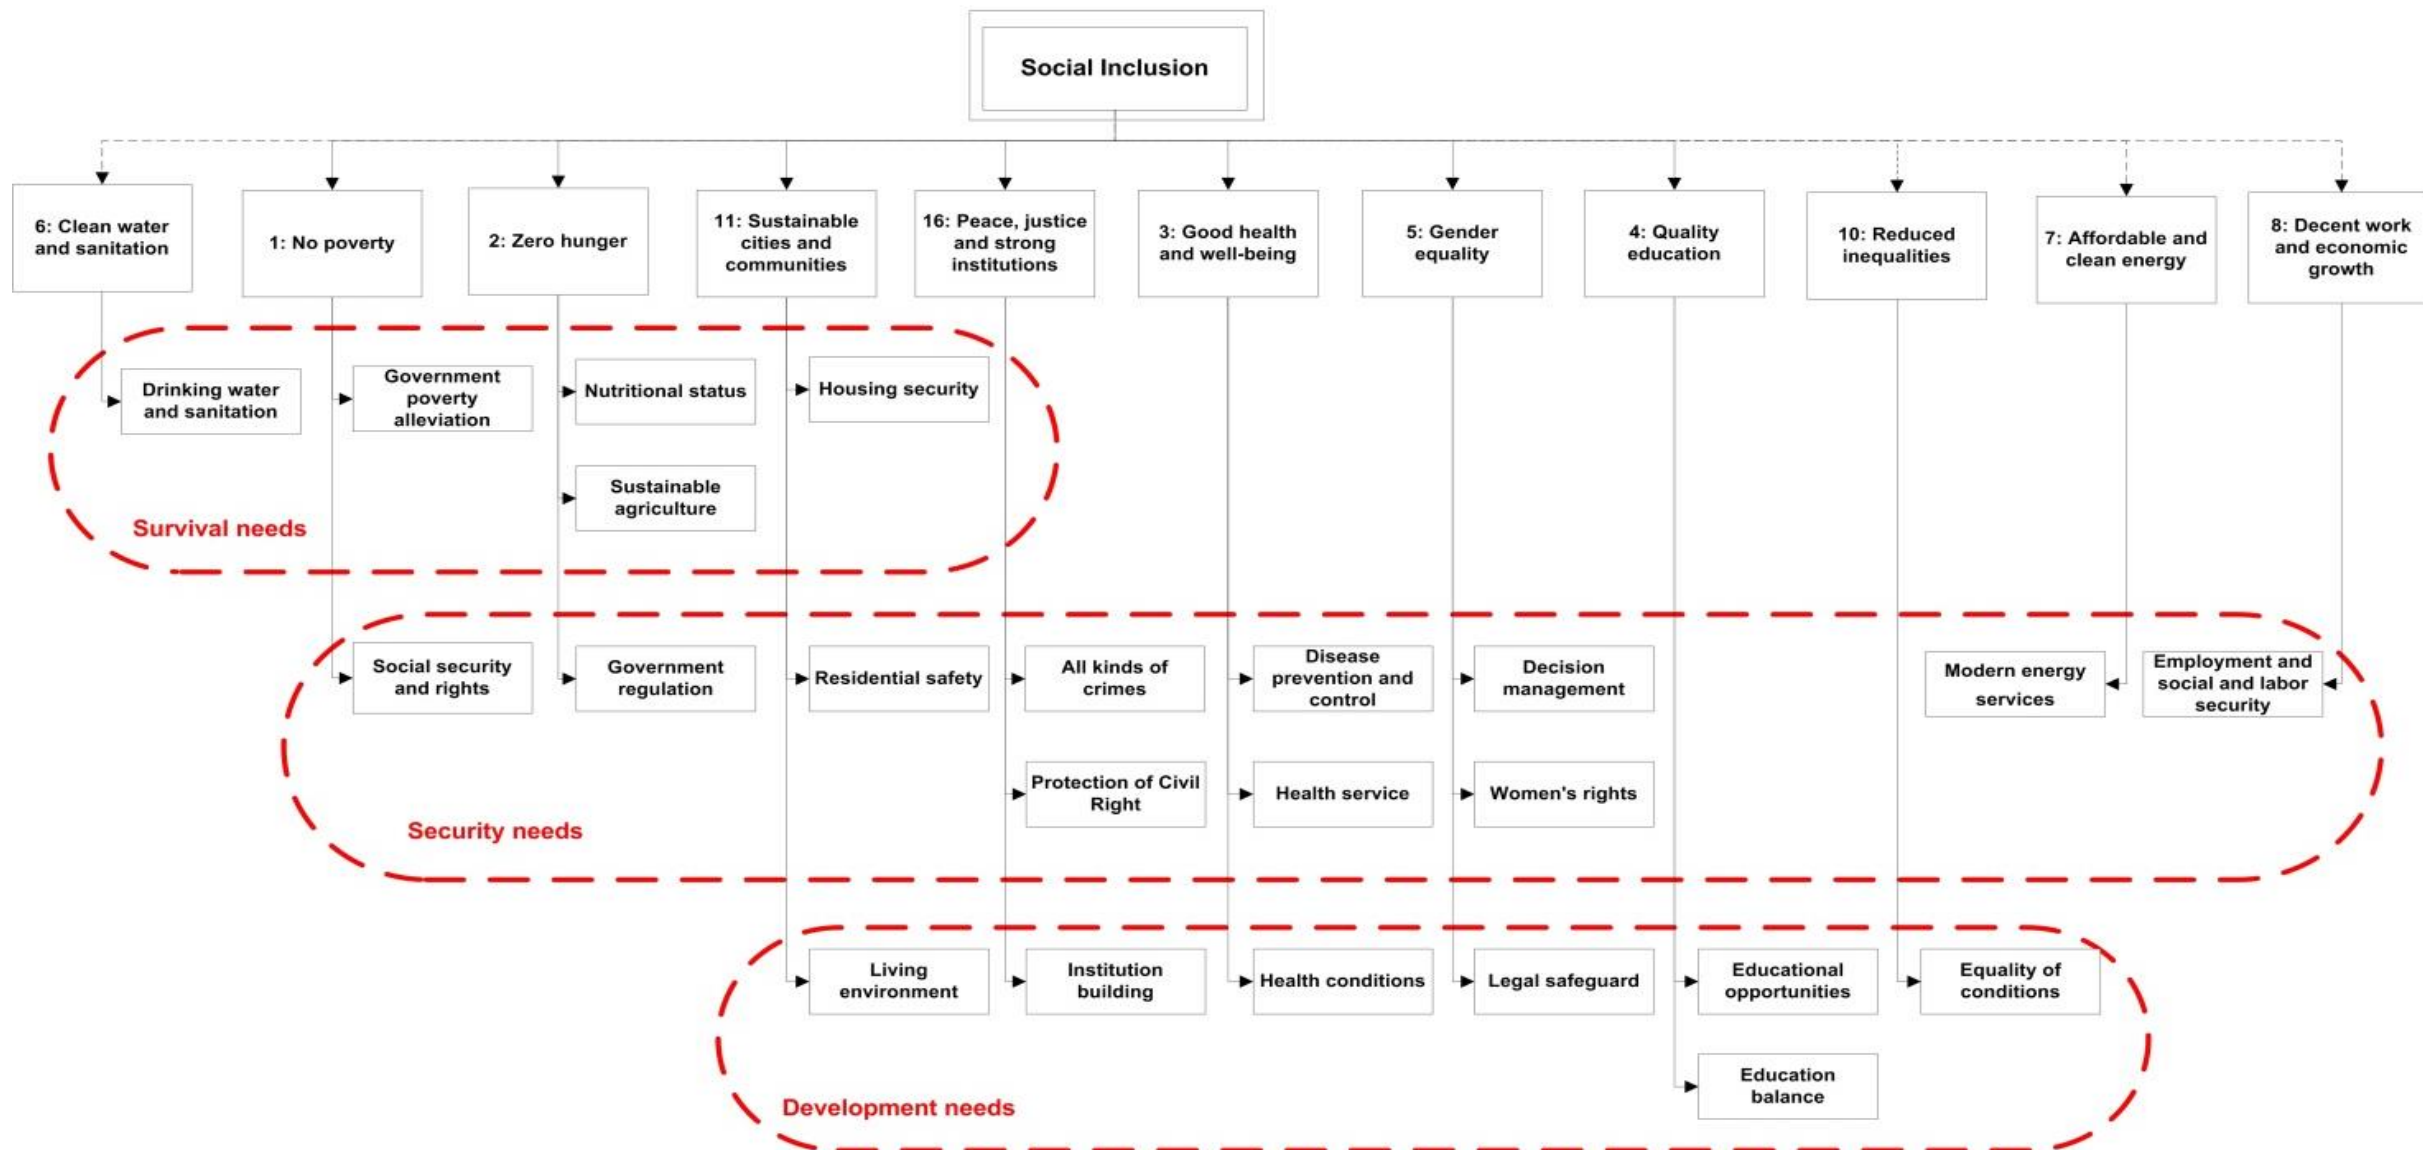 Social Inclusion
6: Clean water
and sanitation
1: No poverty
2: Zero hunger
11: Sustainable
cities and
communities
16: Peace, justice
and strong
institutions
3: Good health
and well-being
5: Gender
equality
4: Quality
education
10: Reduced
inequalities
7: Affordable and
clean energy
8: Decent work
and economic
growth
Drinking water
and sanitation
Government
poverty
alleviation
Nutritional status
Housing security
Sustainable
agriculture
Survival needs
Social security
and rights
Government
regulation
Residential safety
All kinds of
crimes
Disease
prevention and
control
Decision
management
Modern energy
services
Employment and
social and labor
security
Protection of Civil
Right
Health service
Women's rights
Security needs
Living
environment
Institution
building
Health conditions
Legal safeguard
Educational
opportunities
Equality of
conditions
Education
balance
Development needs